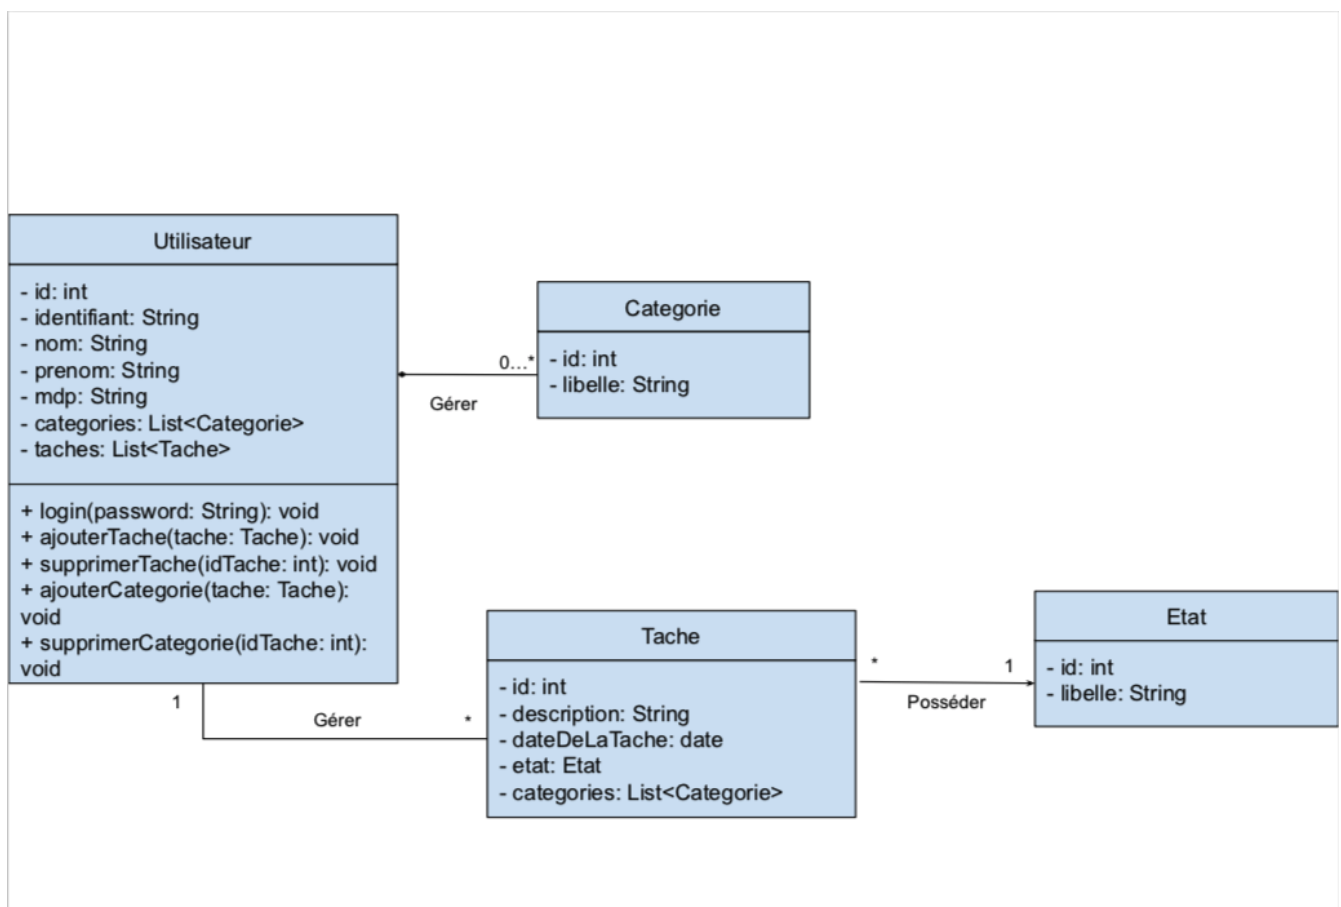 Utilisateur
- id: int
- identifiant: String
- nom: String
- prenom: String
- mdp: String
- categories: List<Categorie>
- taches: List<Tache>
+ login(password: String): void
+ ajouterTache(tache: Tache): void
+ supprimerTache(idTache: int): void
+ ajouterCategorie(tache: Tache):
void
+ supprimerCategorie(idTache: int):
void
0...*
Gérer
Categorie
- id: int
- libelle: String
1
Gérer
*
Tache
- id: int
- description: String
- dateDeLaTache: date
- etat: Etat
- categories: List<Categorie>
*
1
Posséder
Etat
- id: int
- libelle: String